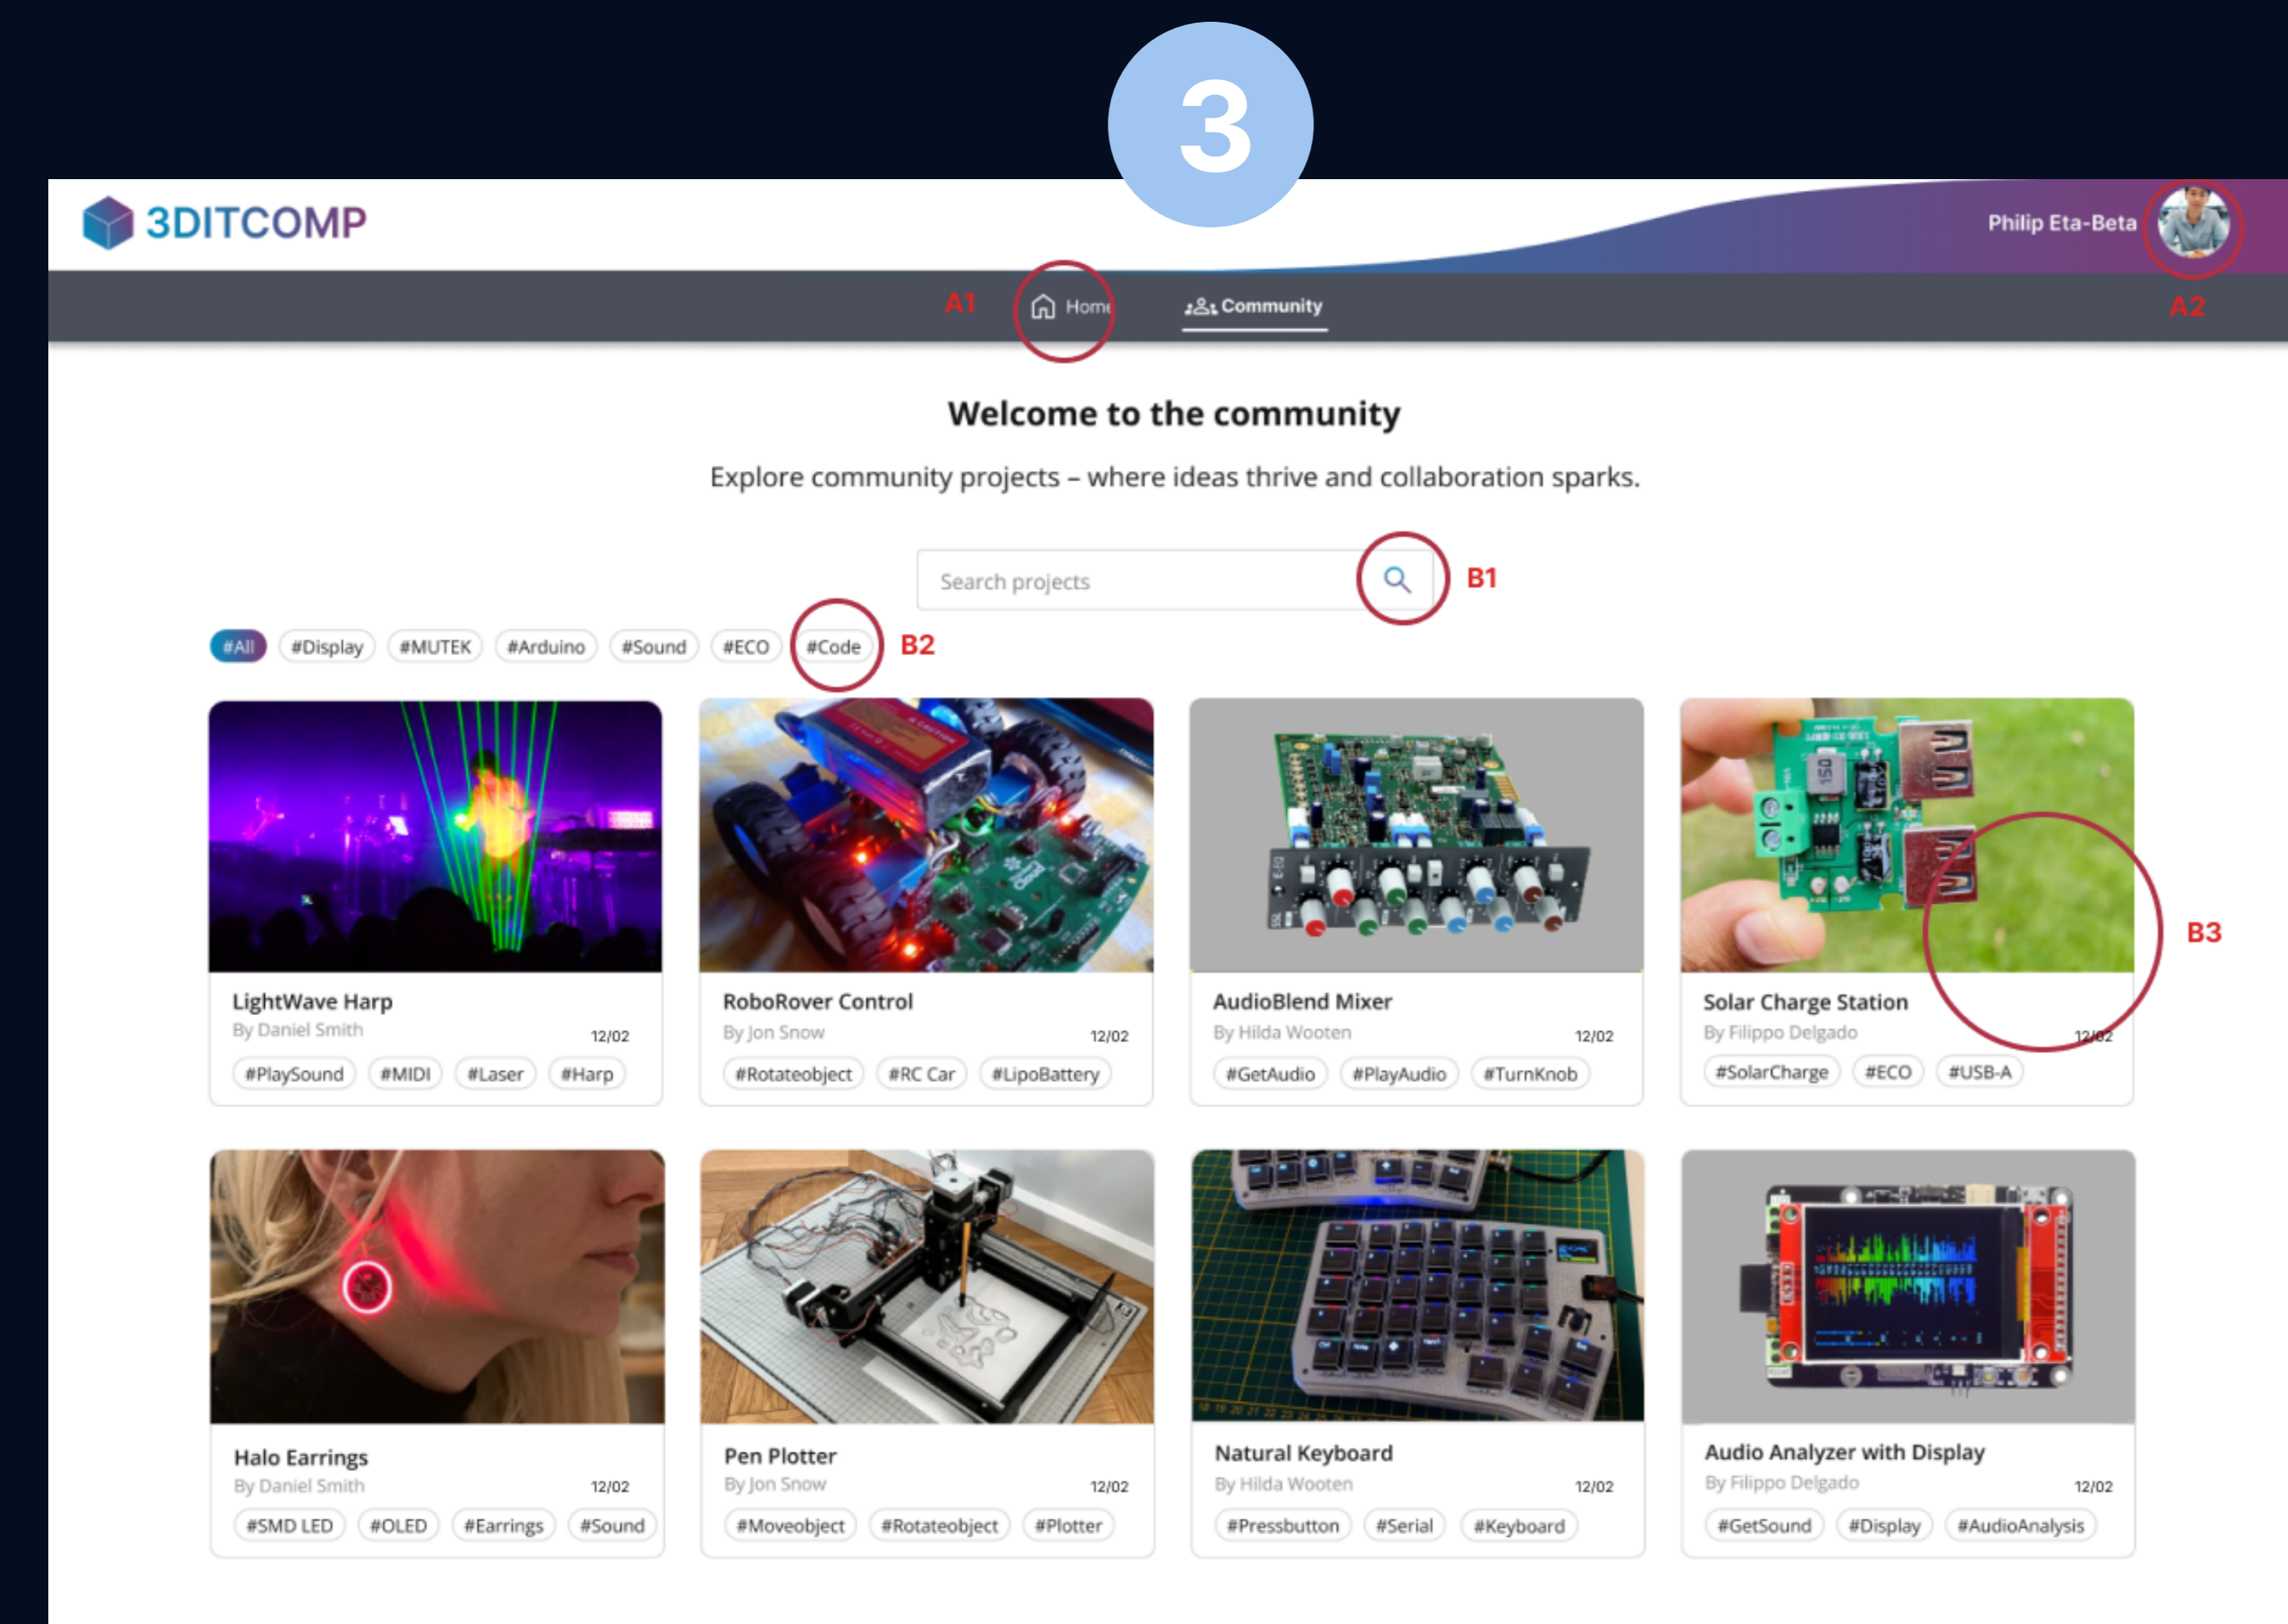 3
3DITCOMP
Philip Eta-Beta
A1
Home
Community
A2
Welcome to the community
Explore community projects – where ideas thrive and collaboration sparks.
Search projects
B1
#All #Display #MUTEK #Arduino #Sound #ECO #Code
B2
B3
LightWave Harp
By Daniel Smith
12/02
#PlaySound #MIDI #Laser #Harp
RoboRover Control
By Jon Snow
12/02
#Rotateobject #RC Car #LipoBattery
AudioBlend Mixer
By Hilda Wooten
12/02
#GetAudio #PlayAudio #TurnKnob
Solar Charge Station
By Filippo Delgado
12/02
#SolarCharge #ECO #USB-A
Halo Earrings
By Daniel Smith
12/02
#SMD LED #OLED #Earrings #Sound
Pen Plotter
By Jon Snow
12/02
#Moveobject #Rotateobject #Plotter
Natural Keyboard
By Hilda Wooten
12/02
#Pressbutton #Serial #Keyboard
Audio Analyzer with Display
By Filippo Delgado
12/02
#GetSound #Display #AudioAnalysis